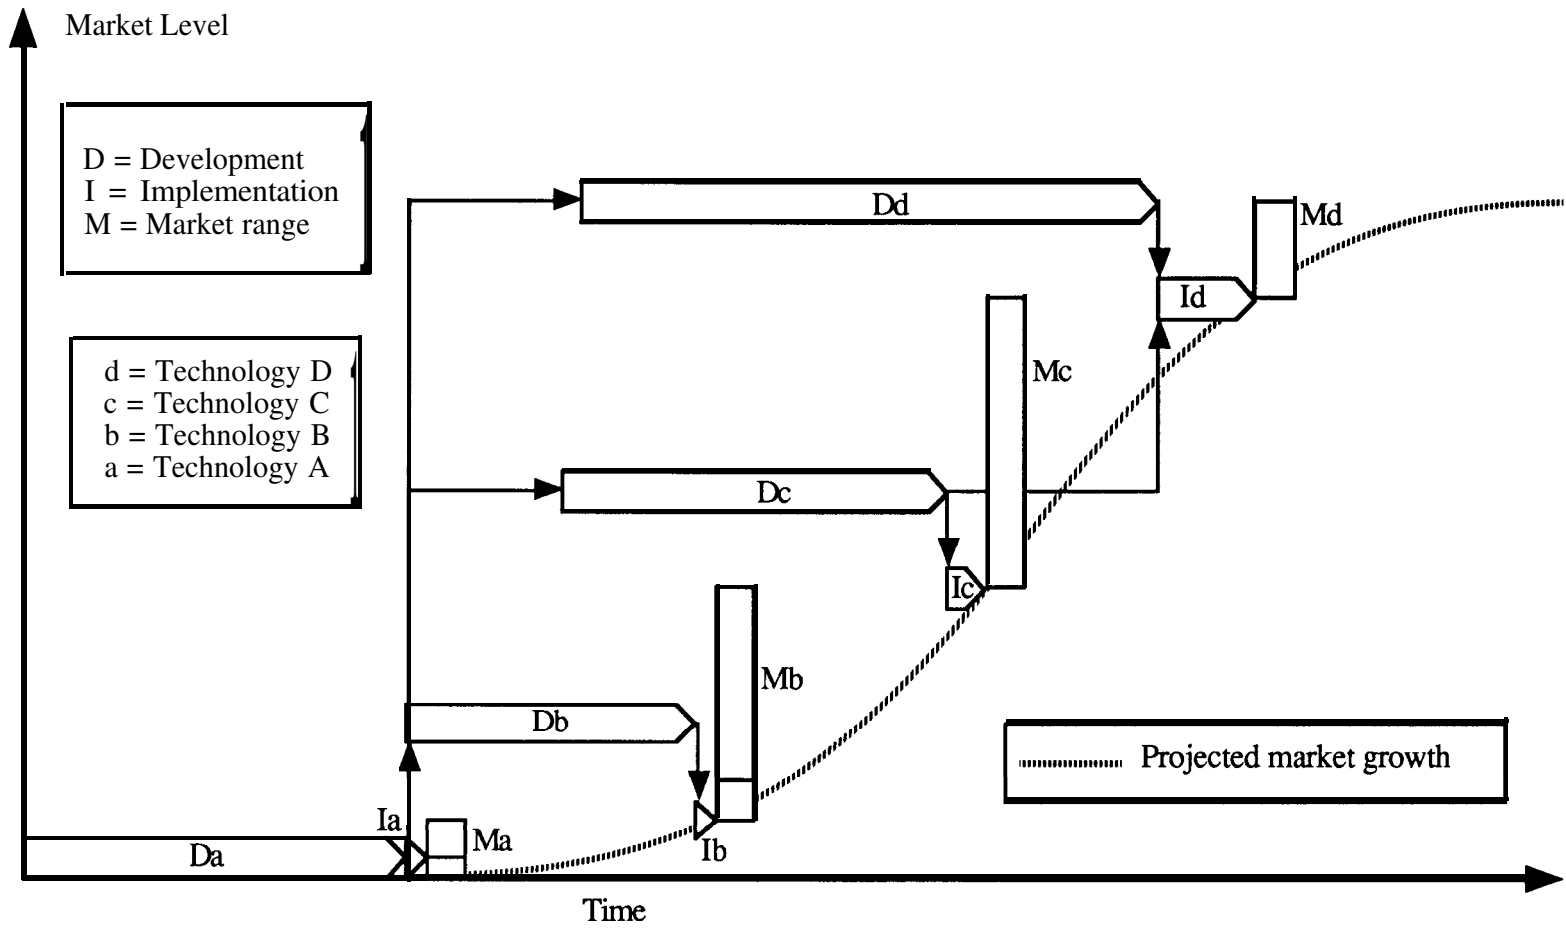 Market Level
D = Development
I = Implementation
M = Market range
d = Technology D
c = Technology C
b = Technology B
a = Technology A
Dd
Md
Id
Mc
Dc
Ic
Mb
Db
Ia
Ma
Ib
Da
Projected market growth
Time